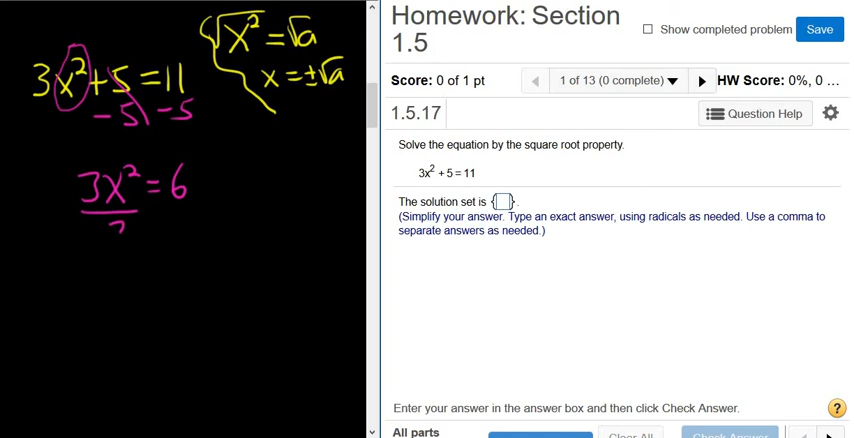 √x² = √a
x = ±√a
3x² + 5 = 11
− 5 − 5
3x² = 6
Homework: Section
1.5
Show completed problem
Save
Score: 0 of 1 pt
1 of 13 (0 complete)
HW Score: 0%, 0 ...
1.5.17
Question Help
Solve the equation by the square root property.
3x² + 5 = 11
The solution set is { }.
(Simplify your answer. Type an exact answer, using radicals as needed. Use a comma to
separate answers as needed.)
Enter your answer in the answer box and then click Check Answer.
?
All parts
Clear All
Check Answer